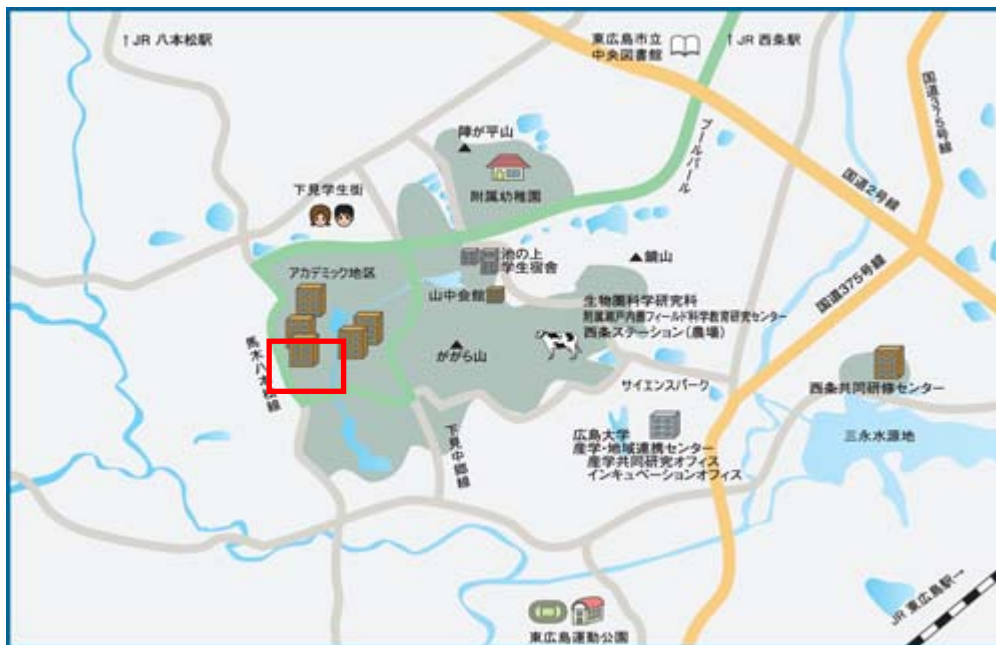 ↑JR 八本松駅
東広島市立
中央図書館
↑JR 西条駅
国道375号線
ブールバール
国道2号線
陣が平山
附属幼稚園
下見学生街
池の上
学生宿舎
鏡山
アカデミック地区
山中会館
生物圏科学研究科
附属瀬戸内圏フィールド科学教育研究センター
西条ステーション（農場）
国道375号線
馬木八本松線
ががら山
サイエンスパーク
西条共同研修センター
下見中郷線
広島大学
産学・地域連携センター
産学共同研究オフィス
インキュベーションオフィス
三永水源地
JR 東広島駅→
東広島運動公園